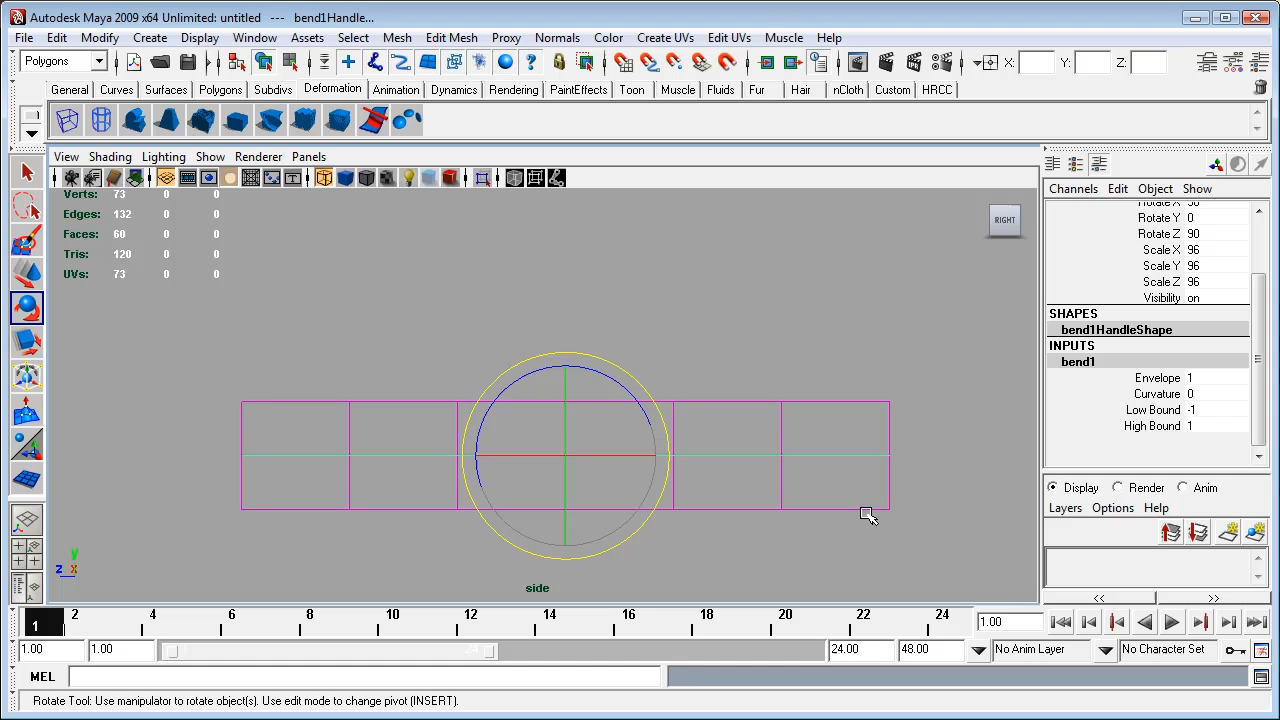 Autodesk Maya 2009 x64 Unlimited: untitled   ---   bend1Handle...
File Edit Modify Create Display Window Assets Select Mesh Edit Mesh Proxy Normals Color Create UVs Edit UVs Muscle Help
Polygons X: Y: Z:
General Curves Surfaces Polygons Subdivs Deformation Animation Dynamics Rendering PaintEffects Toon Muscle Fluids Fur Hair nCloth Custom HRCC
View Shading Lighting Show Renderer Panels
Channels Edit Object Show
Verts: 73 0 0
Edges: 132 0 0
Faces: 60 0 0
Tris: 120 0 0
UVs: 73 0 0
RIGHT
Rotate Y 0
Rotate Z 90
Scale X 96
Scale Y 96
Scale Z 96
Visibility on
SHAPES
bend1HandleShape
INPUTS
bend1
Envelope 1
Curvature 0
Low Bound -1
High Bound 1
Display Render Anim
Layers Options Help
<< >>
y
z x
side
1 2 4 6 8 10 12 14 16 18 20 22 24 1.00
1.00 1.00 24 24.00 48.00 No Anim Layer No Character Set
MEL
Rotate Tool: Use manipulator to rotate object(s). Use edit mode to change pivot (INSERT).